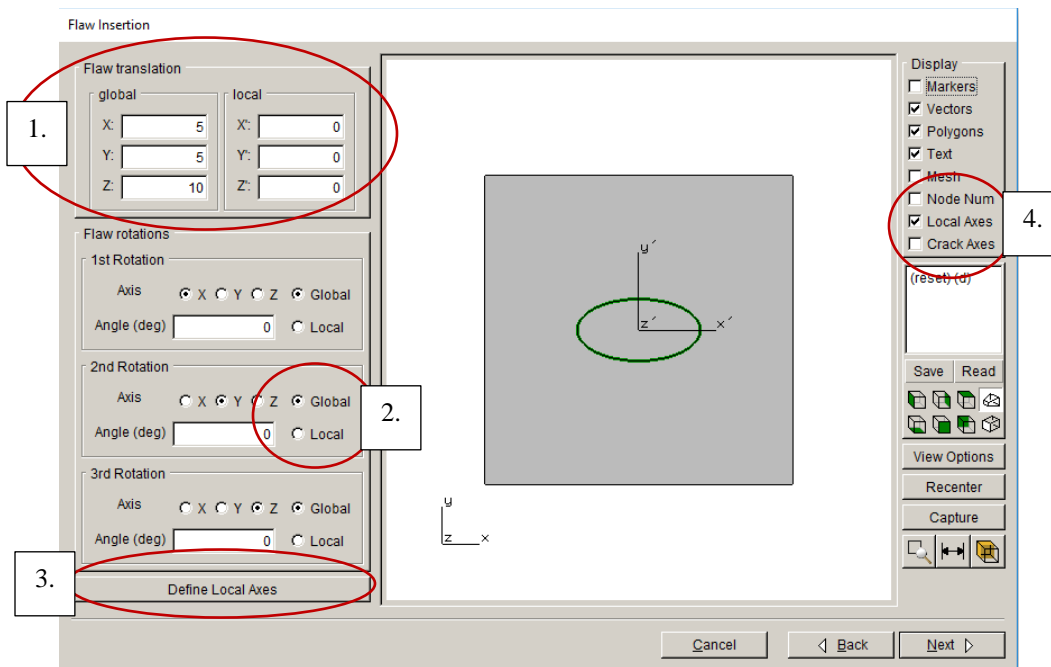 Flaw Insertion
Flaw translation
global
X: 5
Y: 5
Z: 10
local
X': 0
Y': 0
Z': 0
1.
Flaw rotations
1st Rotation
Axis X Y Z Global
Angle (deg) 0 Local
2nd Rotation
Axis X Y Z Global
Angle (deg) 0 Local
2.
3rd Rotation
Axis X Y Z Global
Angle (deg) 0 Local
3.
Define Local Axes
y′
z′ x′
y
z x
Display
Markers
Vectors
Polygons
Text
Mesh
Node Num
Local Axes
Crack Axes
4.
(reset) (d)
Save Read
View Options
Recenter
Capture
Cancel Back Next